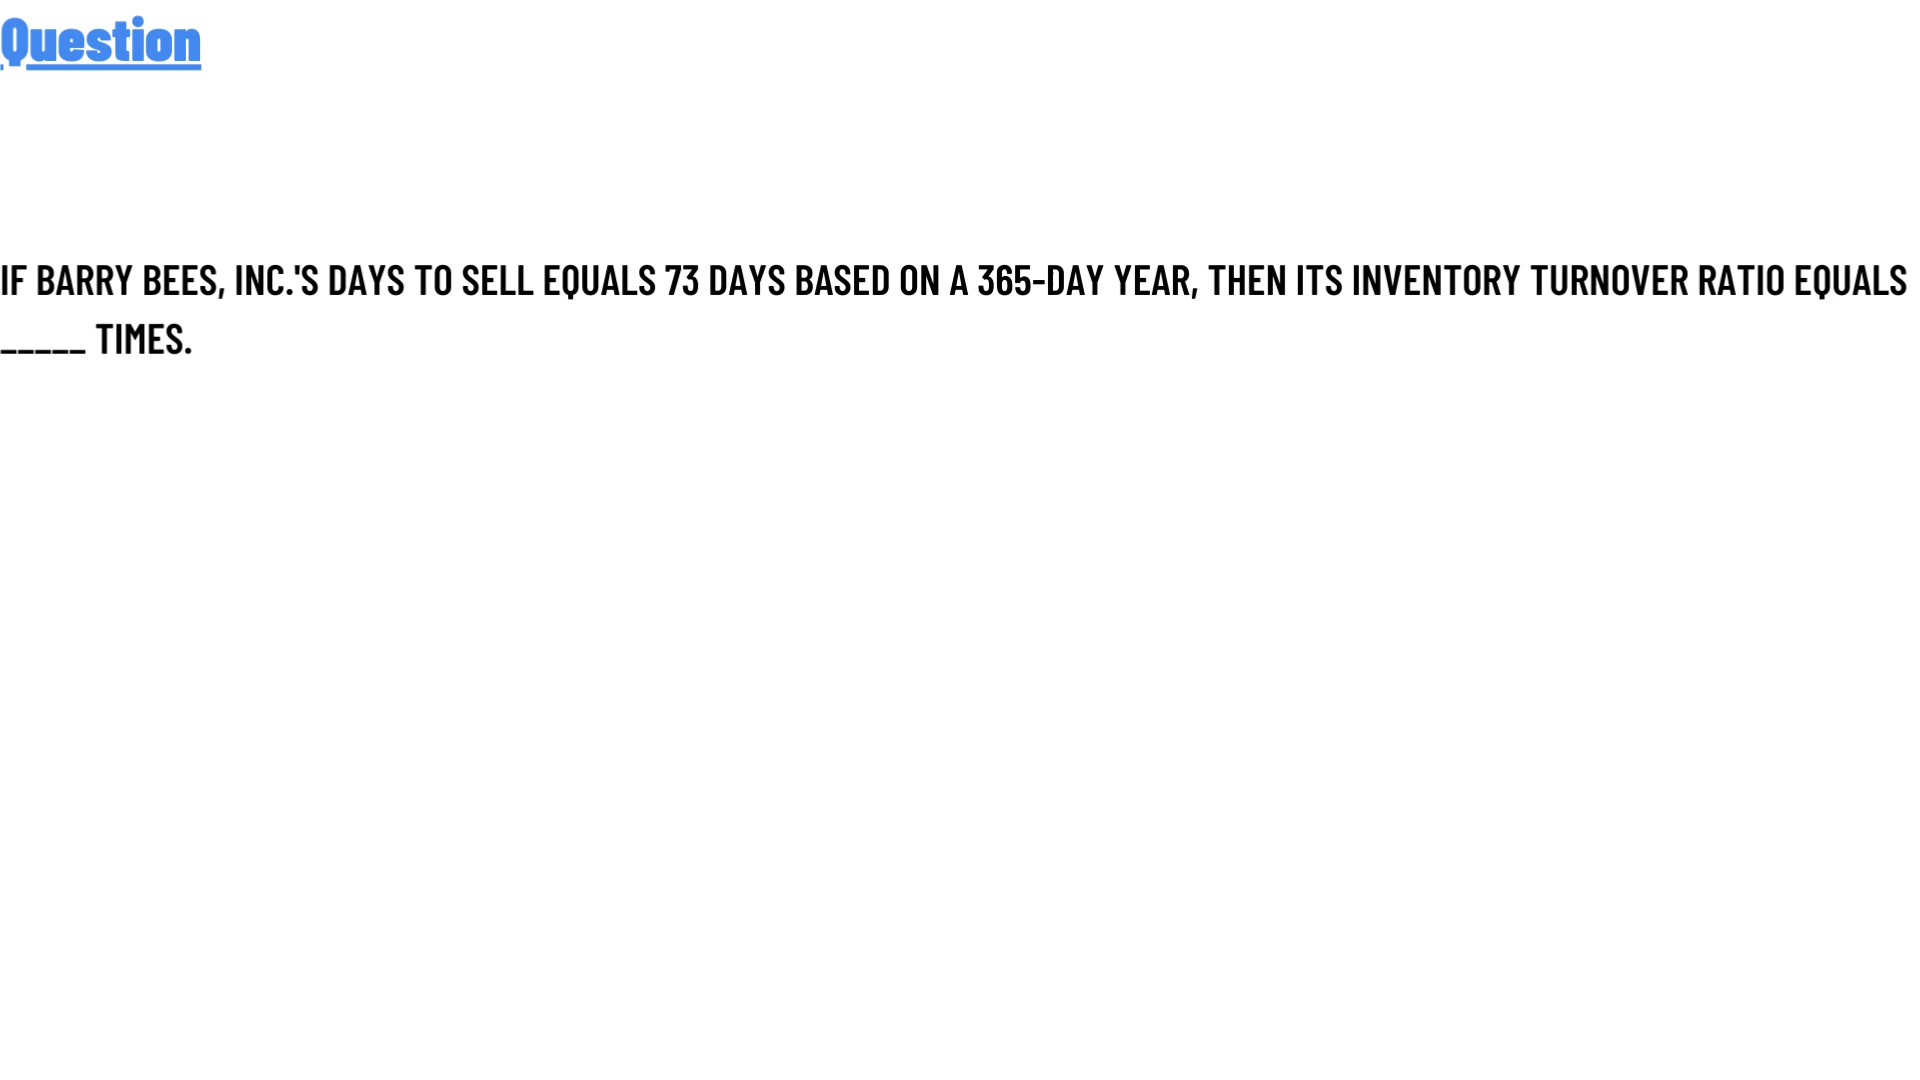 Question
IF BARRY BEES, INC.'S DAYS TO SELL EQUALS 73 DAYS BASED ON A 365-DAY YEAR, THEN ITS INVENTORY TURNOVER RATIO EQUALS
_____ TIMES.